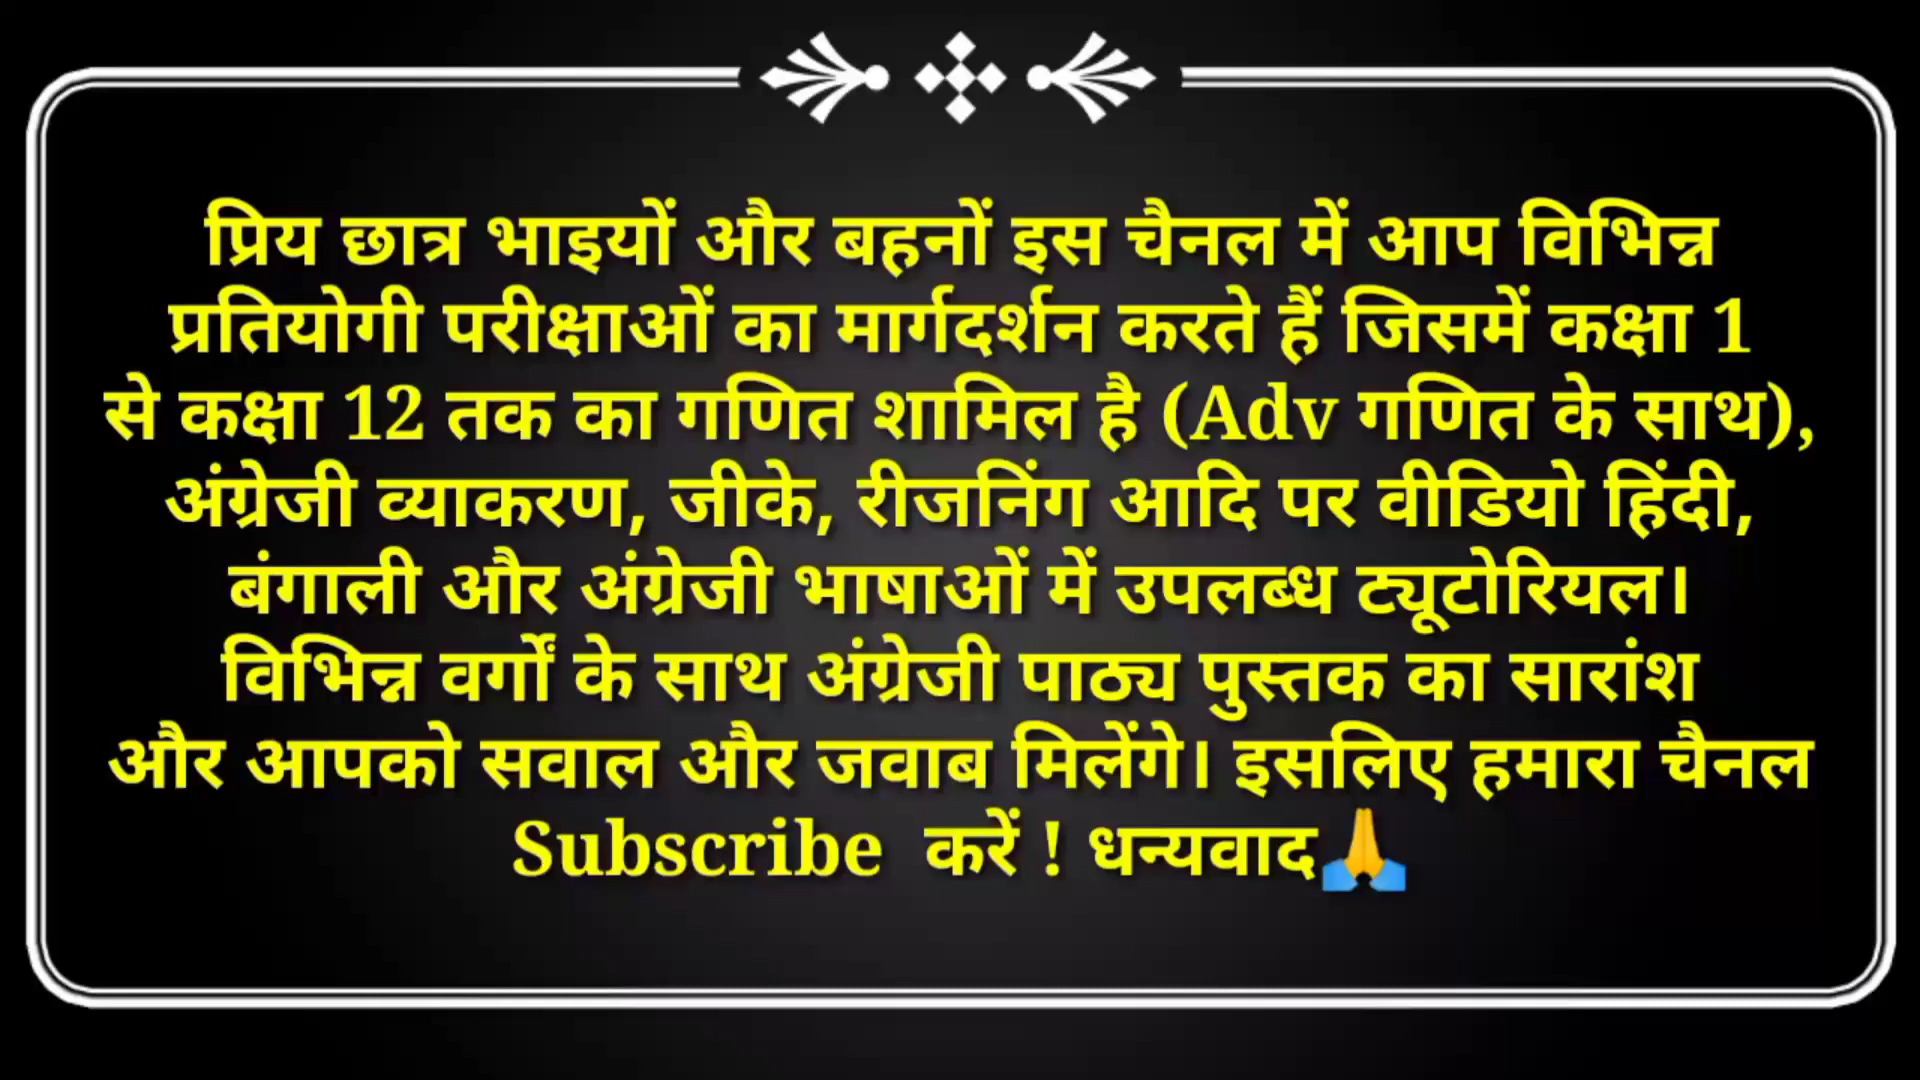 प्रिय छात्र भाइयों और बहनों इस चैनल में आप विभिन्न
प्रतियोगी परीक्षाओं का मार्गदर्शन करते हैं जिसमें कक्षा 1
से कक्षा 12 तक का गणित शामिल है (Adv गणित के साथ),
अंग्रेजी व्याकरण, जीके, रीजनिंग आदि पर वीडियो हिंदी,
बंगाली और अंग्रेजी भाषाओं में उपलब्ध ट्यूटोरियल।
विभिन्न वर्गों के साथ अंग्रेजी पाठ्य पुस्तक का सारांश
और आपको सवाल और जवाब मिलेंगे। इसलिए हमारा चैनल
Subscribe करें ! धन्यवाद🙏